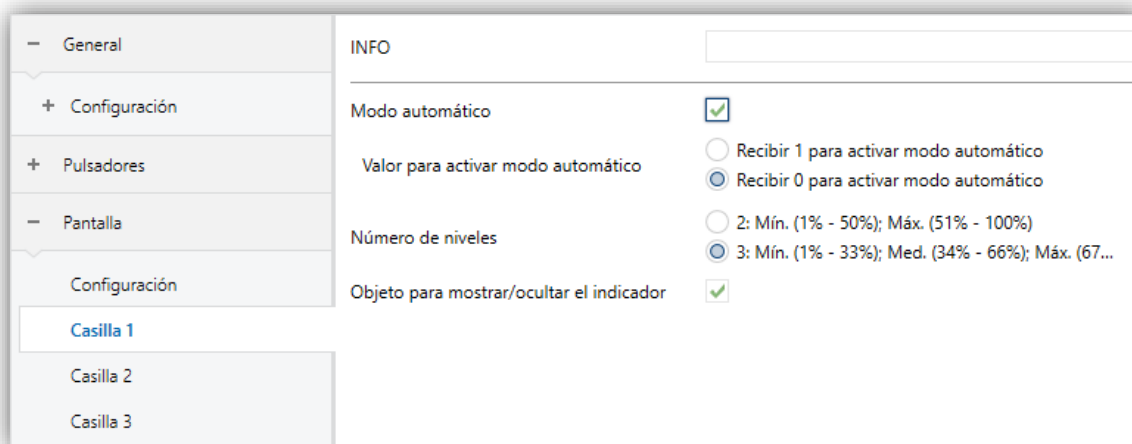 General
Configuración
Pulsadores
Pantalla
Configuración
Casilla 1
Casilla 2
Casilla 3
INFO
Modo automático
Valor para activar modo automático
Recibir 1 para activar modo automático
Recibir 0 para activar modo automático
Número de niveles
2: Mín. (1% - 50%); Máx. (51% - 100%)
3: Mín. (1% - 33%); Med. (34% - 66%); Máx. (67...
Objeto para mostrar/ocultar el indicador